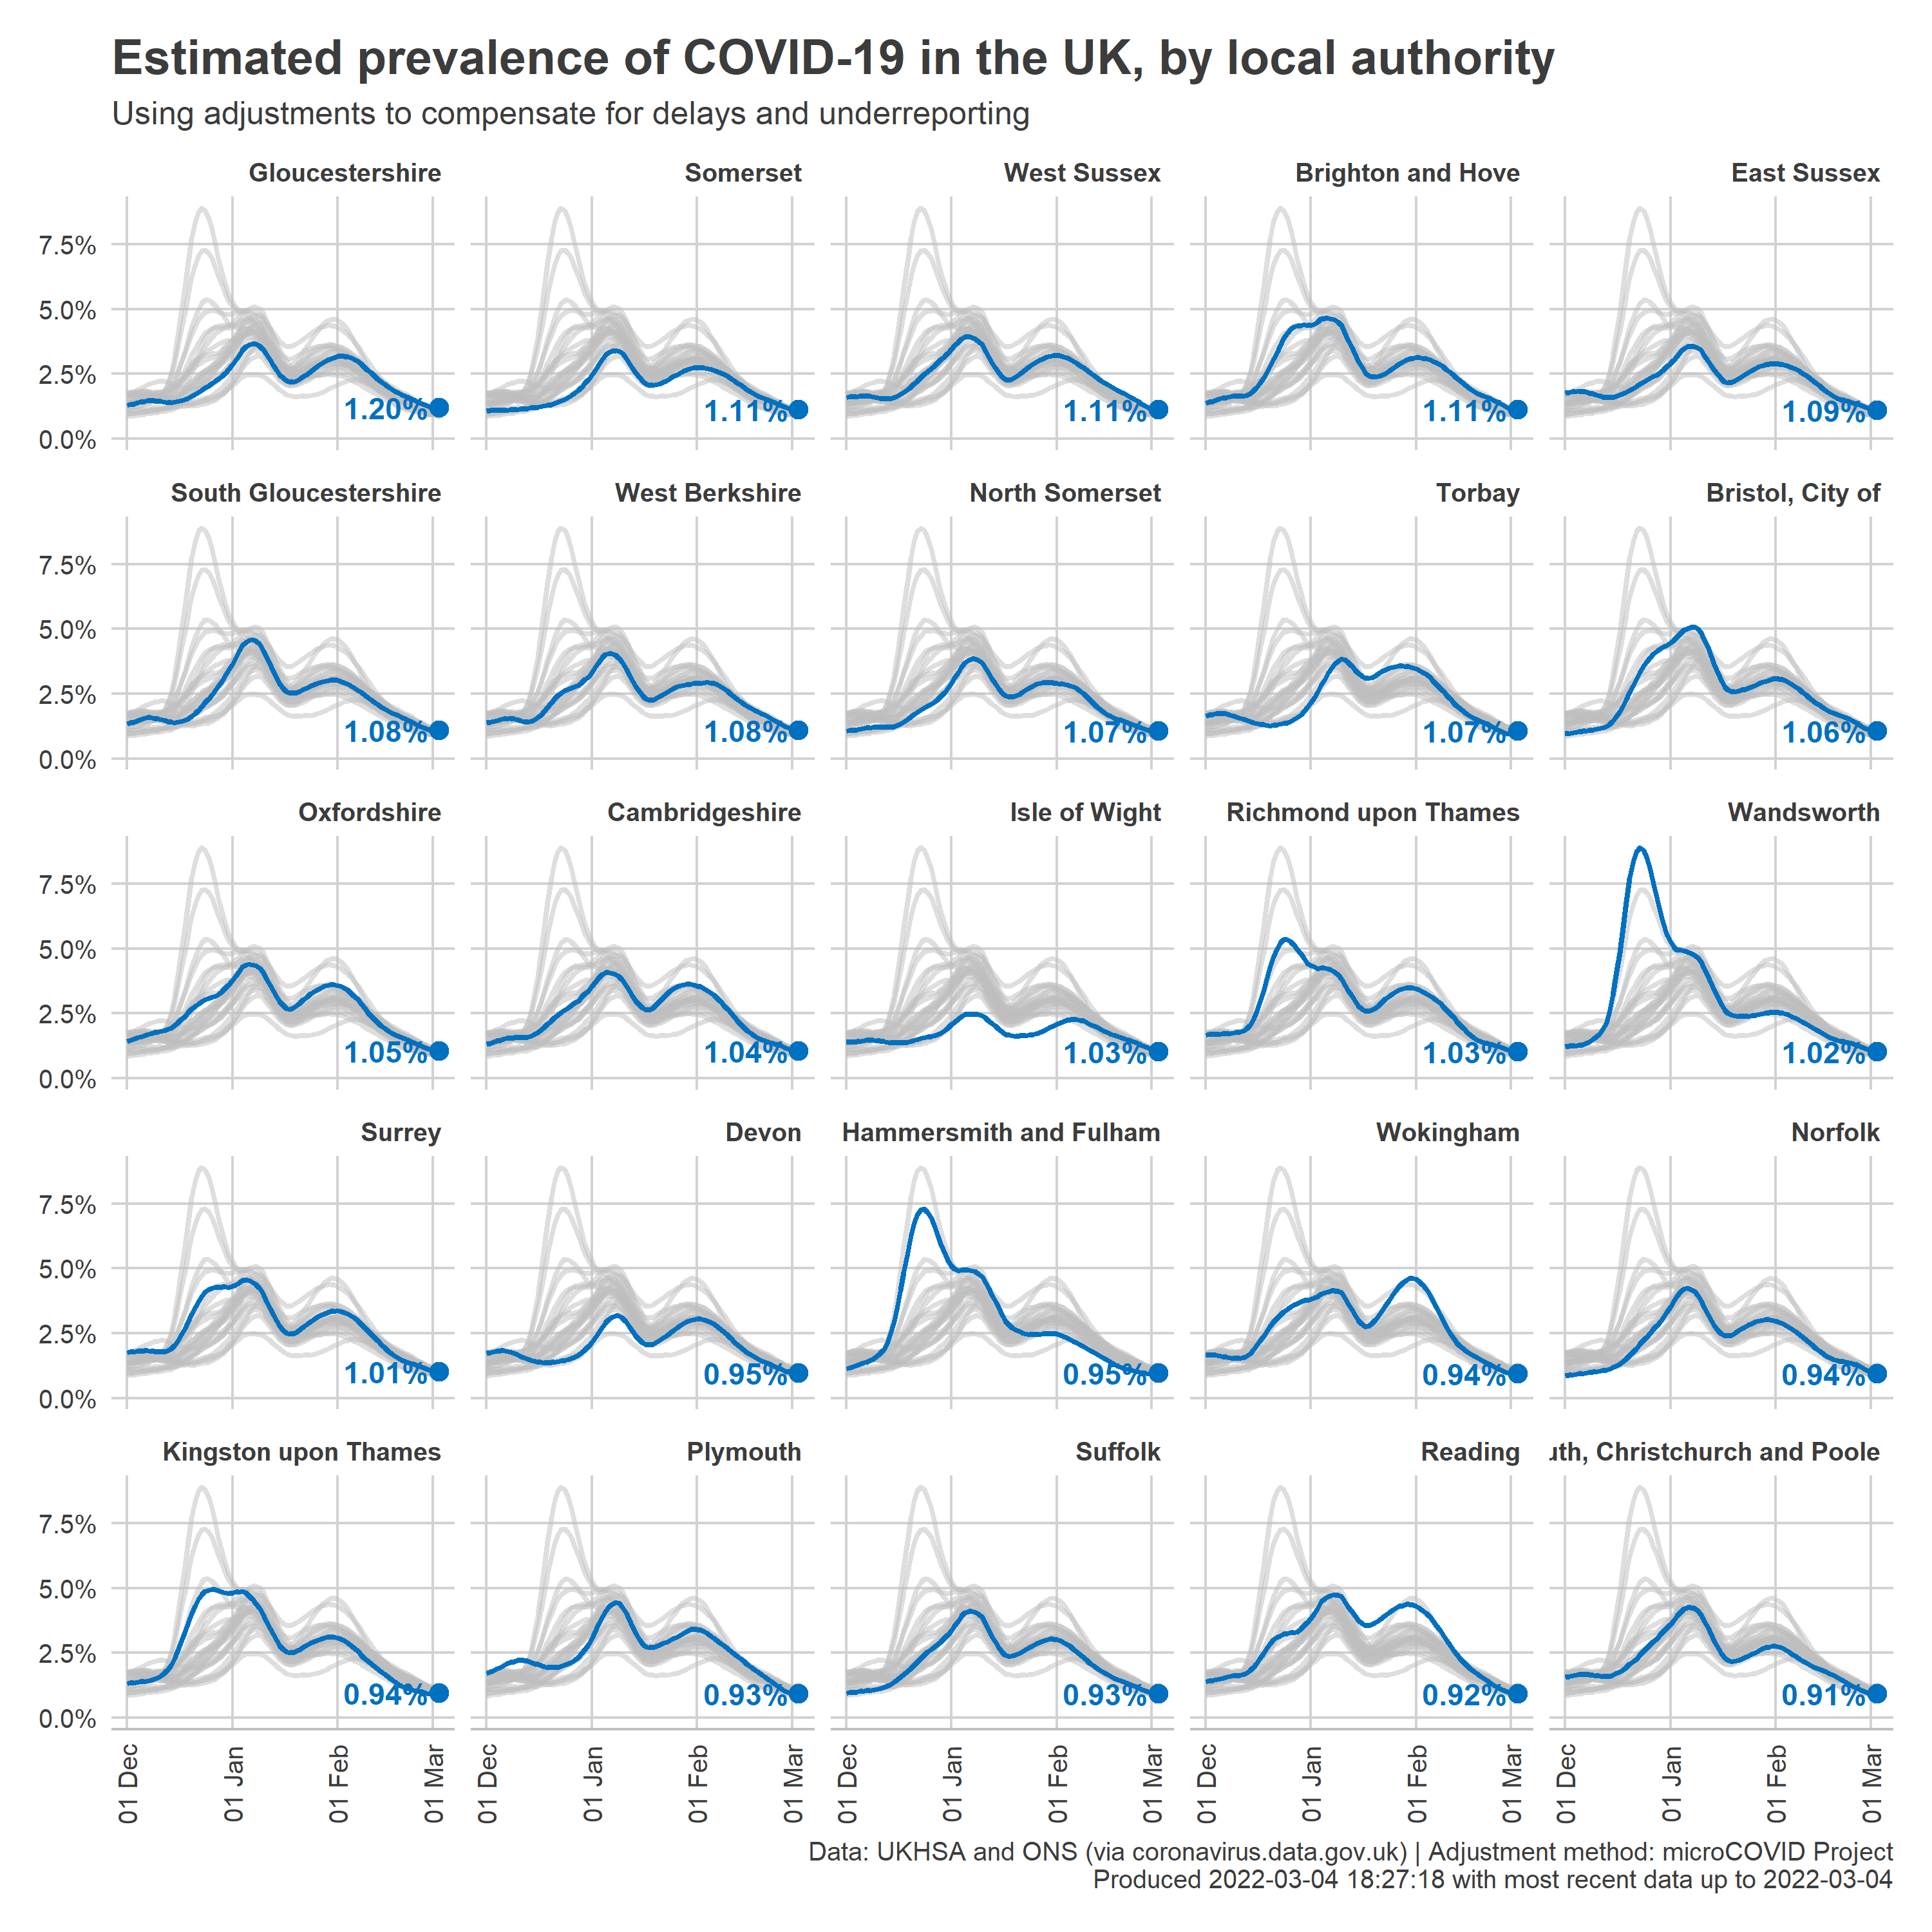 Estimated prevalence of COVID-19 in the UK, by local authority
Using adjustments to compensate for delays and underreporting
Gloucestershire
Somerset
West Sussex
Brighton and Hove
East Sussex
7.5%
5.0%
2.5%
0.0%
1.20%
1.11%
1.11%
1.11%
1.09%
South Gloucestershire
West Berkshire
North Somerset
Torbay
Bristol, City of
7.5%
5.0%
2.5%
0.0%
1.08%
1.08%
1.07%
1.07%
1.06%
Oxfordshire
Cambridgeshire
Isle of Wight
Richmond upon Thames
Wandsworth
7.5%
5.0%
2.5%
0.0%
1.05%
1.04%
1.03%
1.03%
1.02%
Surrey
Devon
Hammersmith and Fulham
Wokingham
Norfolk
7.5%
5.0%
2.5%
0.0%
1.01%
0.95%
0.95%
0.94%
0.94%
Kingston upon Thames
Plymouth
Suffolk
Reading
uth, Christchurch and Poole
7.5%
5.0%
2.5%
0.0%
0.94%
0.93%
0.93%
0.92%
0.91%
01 Dec
01 Jan
01 Feb
01 Mar
01 Dec
01 Jan
01 Feb
01 Mar
01 Dec
01 Jan
01 Feb
01 Mar
01 Dec
01 Jan
01 Feb
01 Mar
01 Dec
01 Jan
01 Feb
01 Mar
Data: UKHSA and ONS (via coronavirus.data.gov.uk) | Adjustment method: microCOVID Project
Produced 2022-03-04 18:27:18 with most recent data up to 2022-03-04